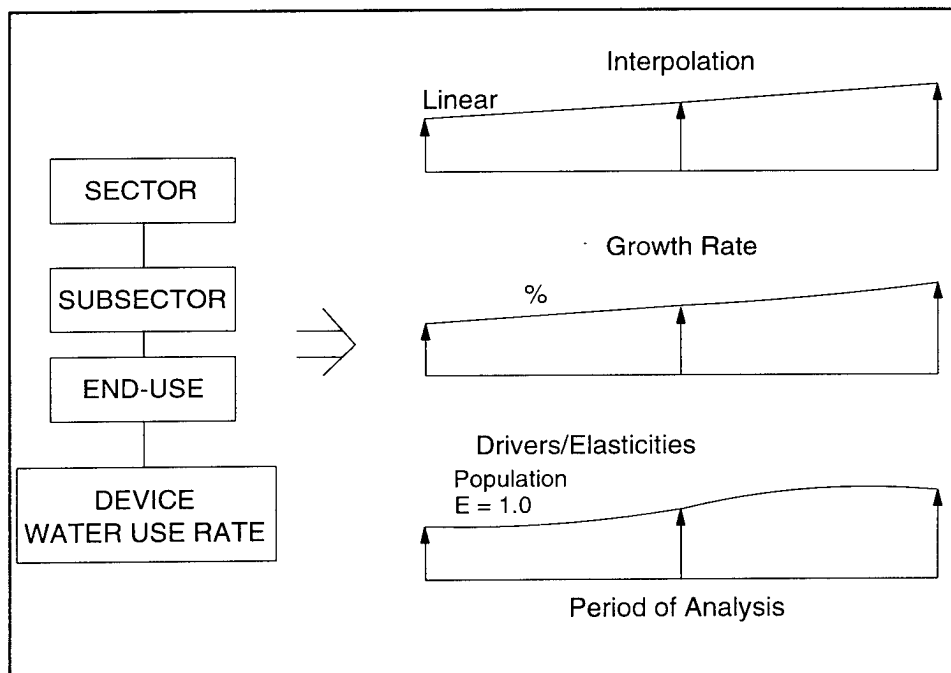 SECTOR
SUBSECTOR
END-USE
DEVICE
WATER USE RATE
Interpolation
Linear
Growth Rate
%
Drivers/Elasticities
Population
E = 1.0
Period of Analysis